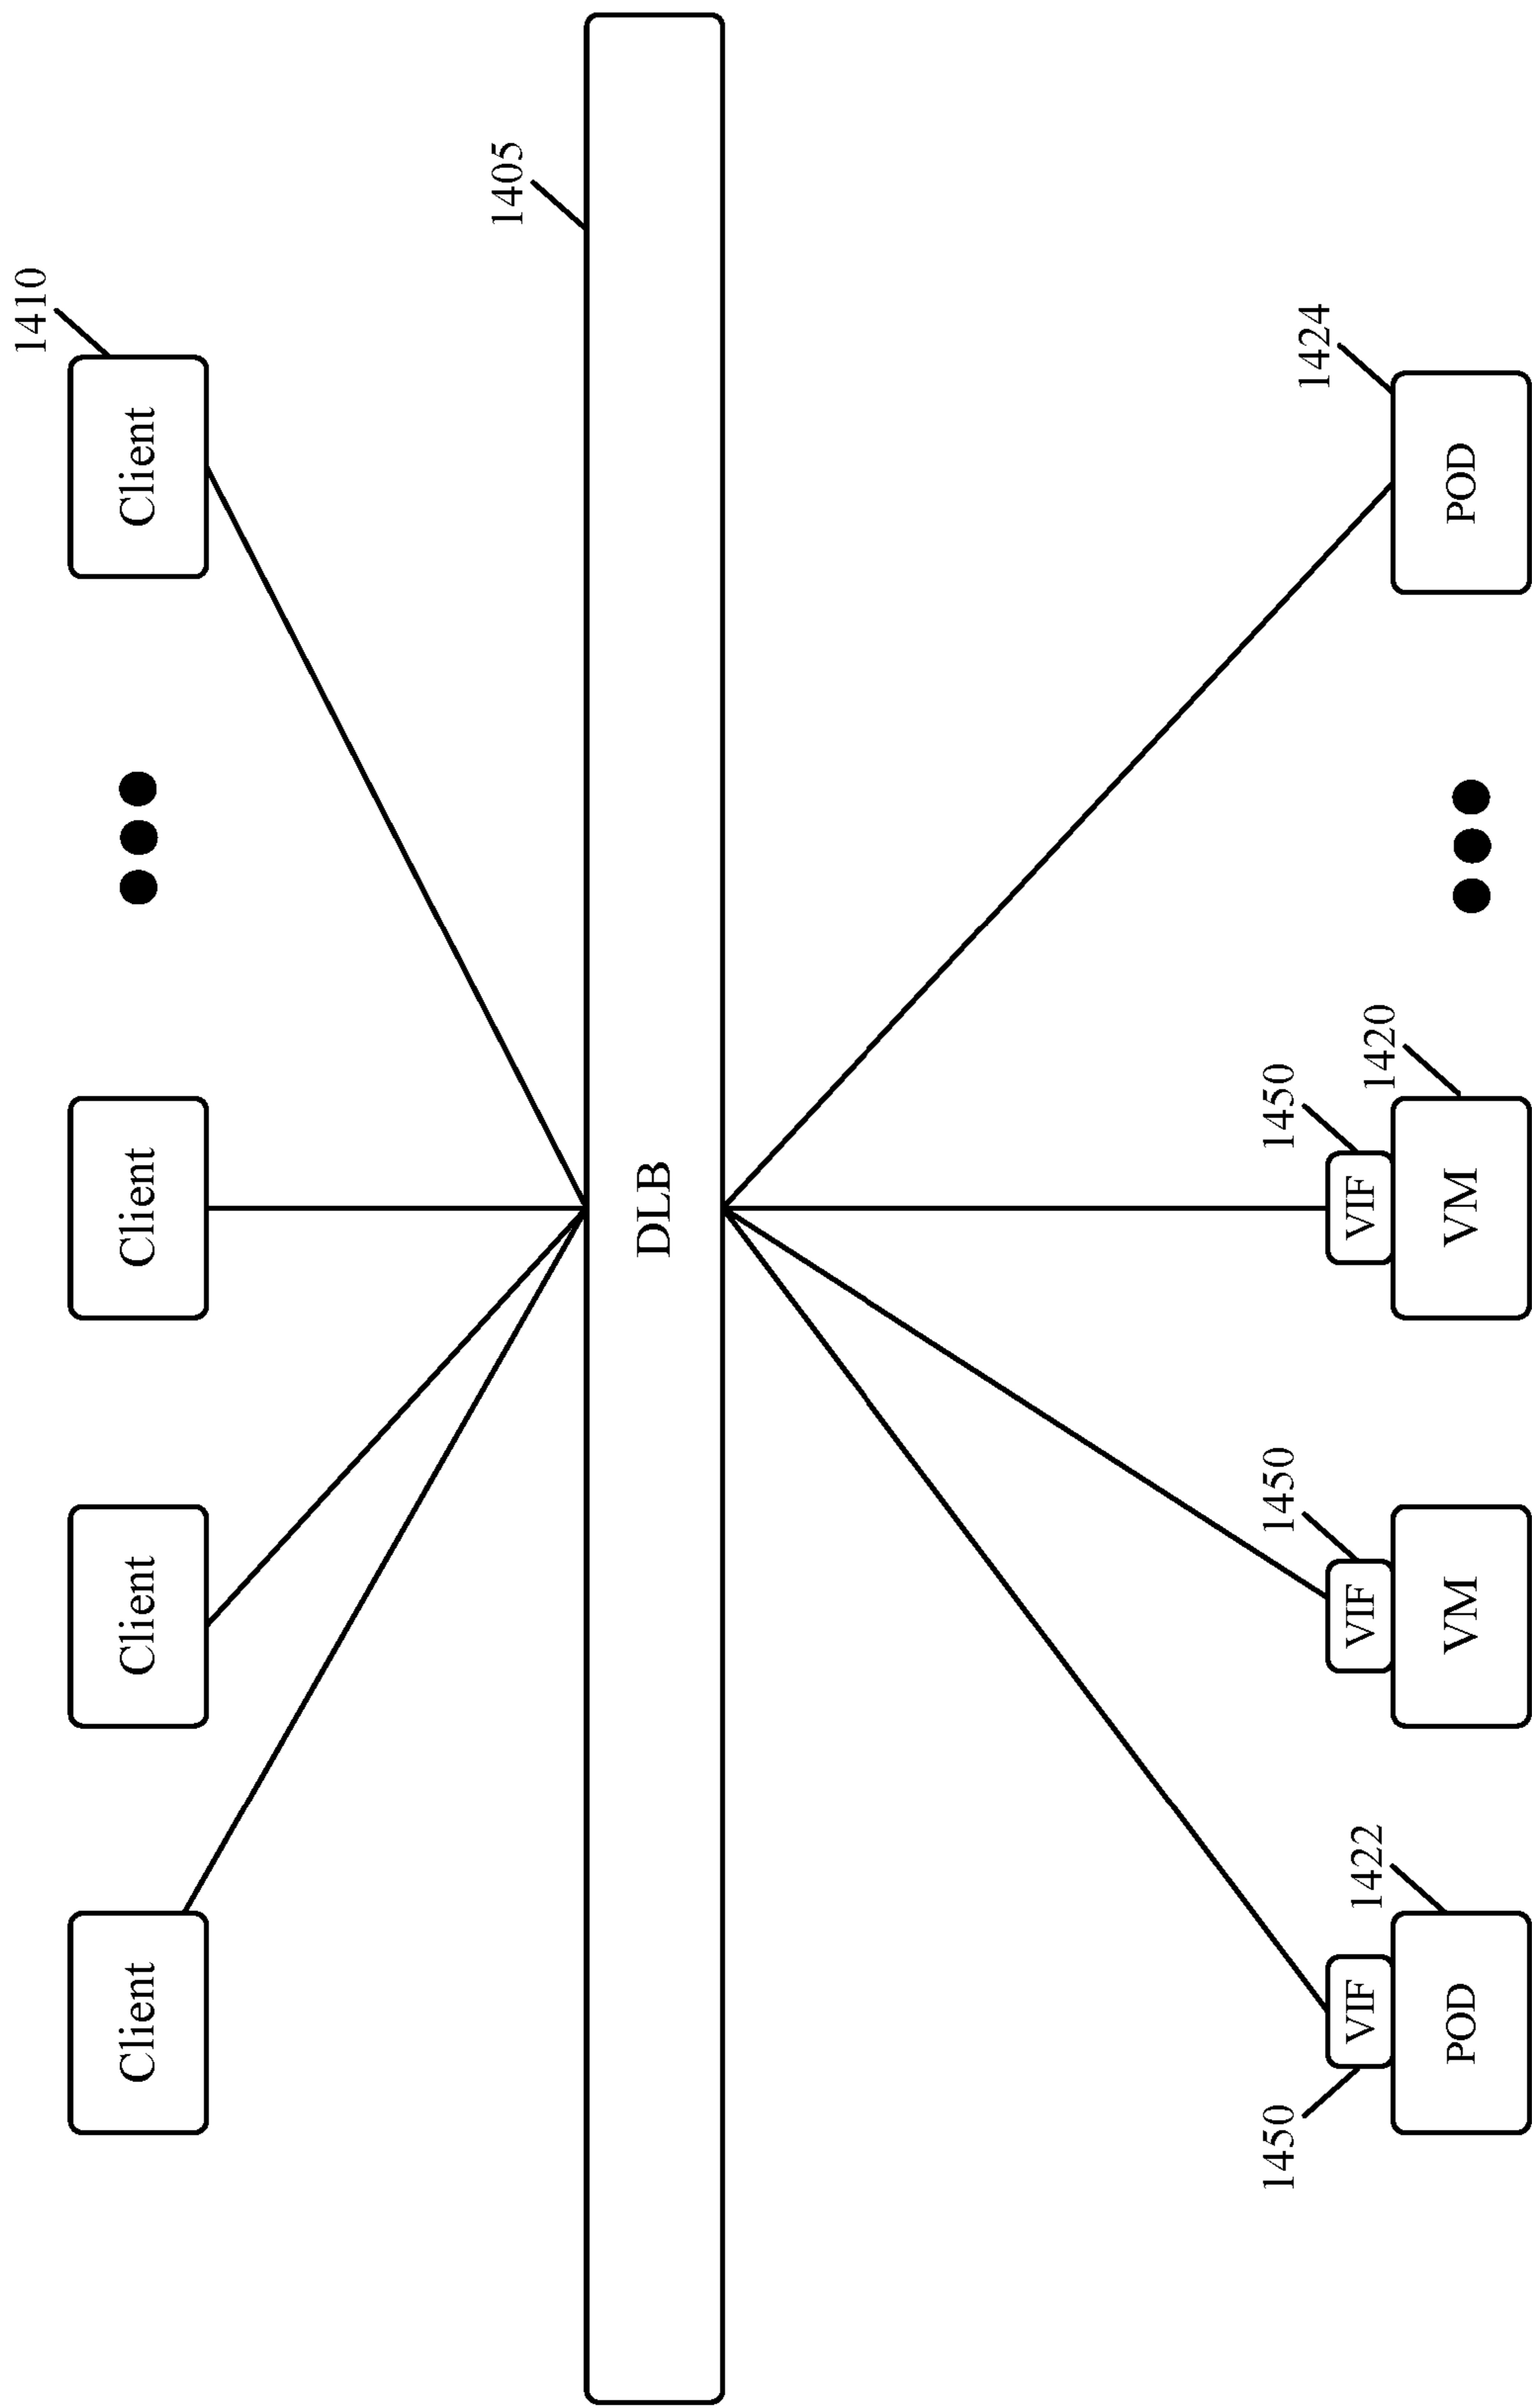 1410
Client
Client
Client
Client
1405
DLB
1450
1450
1450
1424
1422
1420
VIF
VIF
VIF
POD
VM
VM
POD